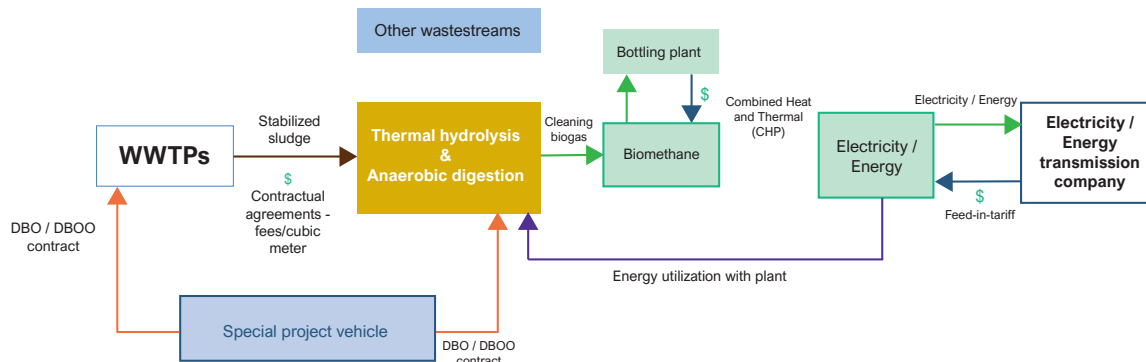 Other wastestreams
Bottling plant
$
Combined Heat
and Thermal
(CHP)
Electricity / Energy
WWTPs
Stabilized
sludge
$
Contractual
agreements -
fees/cubic
meter
Thermal hydrolysis
&
Anaerobic digestion
Cleaning
biogas
Biomethane
Electricity /
Energy
$
Feed-in-tariff
Electricity /
Energy
transmission
company
DBO / DBOO
contract
Energy utilization with plant
Special project vehicle
DBO / DBOO
contract